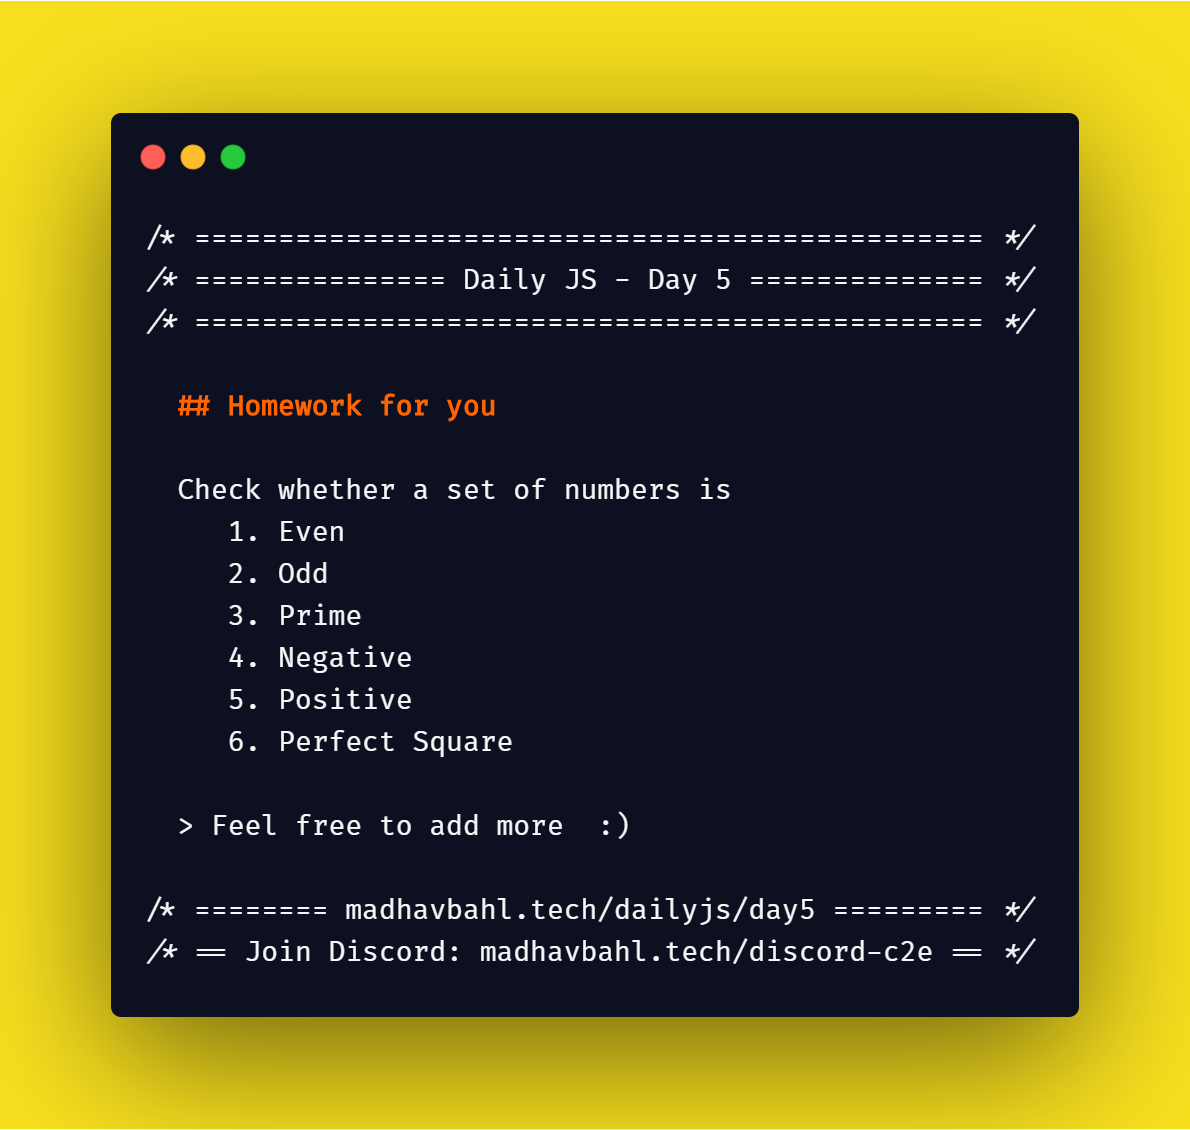 /* =============================================== */
/* =============== Daily JS - Day 5 ============== */
/* =============================================== */
## Homework for you
Check whether a set of numbers is
1. Even
2. Odd
3. Prime
4. Negative
5. Positive
6. Perfect Square
> Feel free to add more  :)
/* ======== madhavbahl.tech/dailyjs/day5 ========= */
/* == Join Discord: madhavbahl.tech/discord-c2e == */